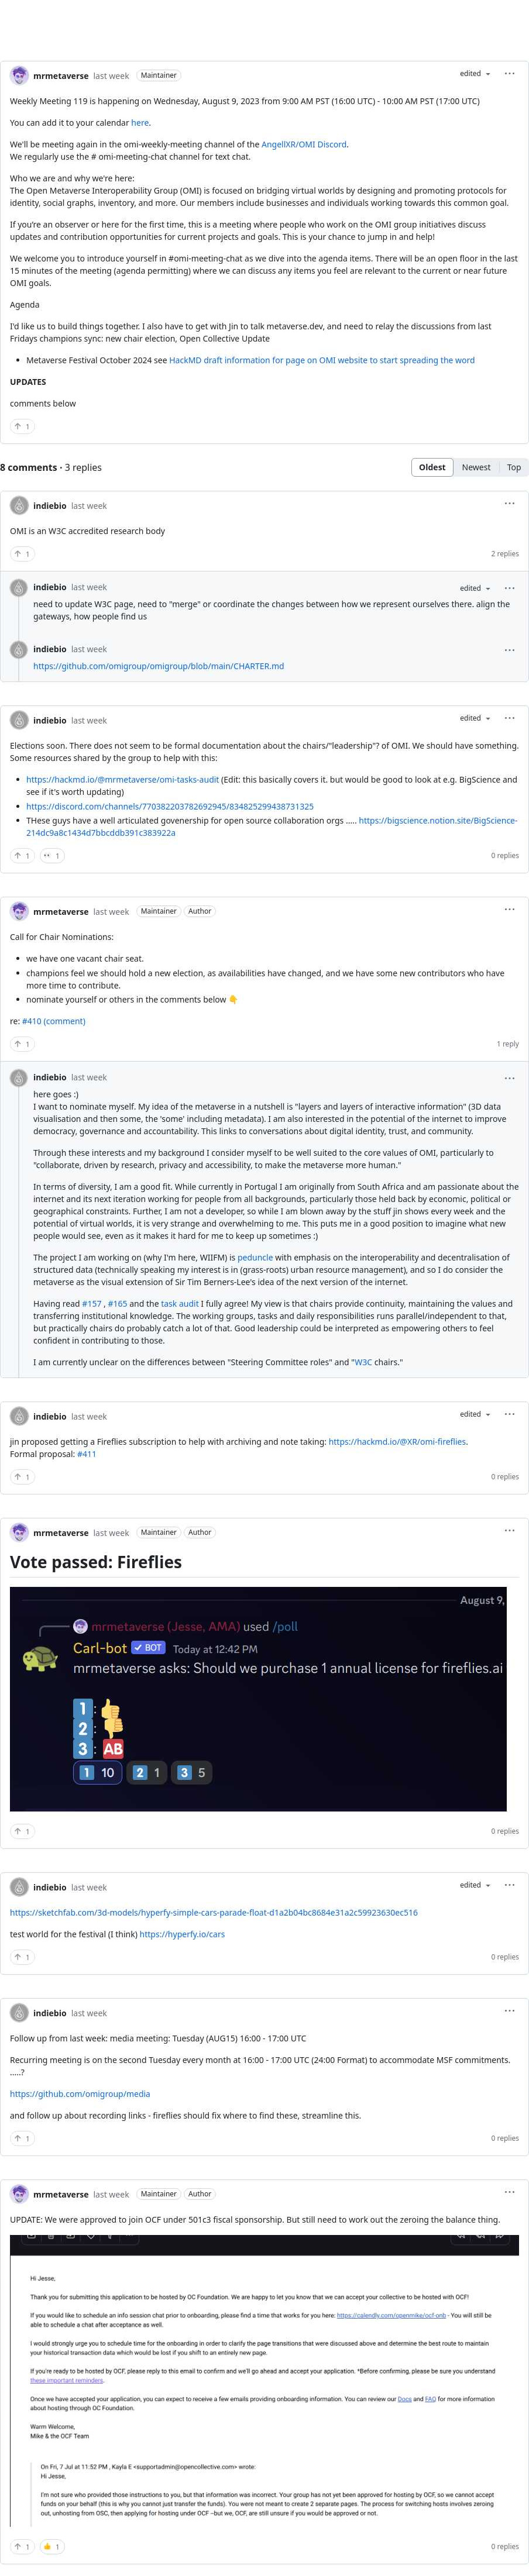 mrmetaverse last week Maintainer edited
Weekly Meeting 119 is happening on Wednesday, August 9, 2023 from 9:00 AM PST (16:00 UTC) - 10:00 AM PST (17:00 UTC)
You can add it to your calendar here.
We'll be meeting again in the omi-weekly-meeting channel of the AngellXR/OMI Discord.
We regularly use the # omi-meeting-chat channel for text chat.
Who we are and why we're here:
The Open Metaverse Interoperability Group (OMI) is focused on bridging virtual worlds by designing and promoting protocols for
identity, social graphs, inventory, and more. Our members include businesses and individuals working towards this common goal.
If you're an observer or here for the first time, this is a meeting where people who work on the OMI group initiatives discuss
updates and contribution opportunities for current projects and goals. This is your chance to jump in and help!
We welcome you to introduce yourself in #omi-meeting-chat as we dive into the agenda items. There will be an open floor in the last
15 minutes of the meeting (agenda permitting) where we can discuss any items you feel are relevant to the current or near future
OMI goals.
Agenda
I'd like us to build things together. I also have to get with Jin to talk metaverse.dev, and need to relay the discussions from last
Fridays champions sync: new chair election, Open Collective Update
• Metaverse Festival October 2024 see HackMD draft information for page on OMI website to start spreading the word
UPDATES
comments below
↑ 1
8 comments · 3 replies
Oldest Newest Top
indiebio last week
OMI is an W3C accredited research body
↑ 1 2 replies
indiebio last week edited
need to update W3C page, need to "merge" or coordinate the changes between how we represent ourselves there. align the
gateways, how people find us
indiebio last week
https://github.com/omigroup/omigroup/blob/main/CHARTER.md
indiebio last week edited
Elections soon. There does not seem to be formal documentation about the chairs/"leadership"? of OMI. We should have something.
Some resources shared by the group to help with this:
• https://hackmd.io/@mrmetaverse/omi-tasks-audit (Edit: this basically covers it. but would be good to look at e.g. BigScience and
see if it's worth updating)
• https://discord.com/channels/770382203782692945/834825299438731325
• THese guys have a well articulated govenership for open source collaboration orgs ..... https://bigscience.notion.site/BigScience-
214dc9a8c1434d7bbcddb391c383922a
↑ 1 👀 1 0 replies
mrmetaverse last week Maintainer Author
Call for Chair Nominations:
• we have one vacant chair seat.
• champions feel we should hold a new election, as availabilities have changed, and we have some new contributors who have
more time to contribute.
• nominate yourself or others in the comments below 👇
re: #410 (comment)
↑ 1 1 reply
indiebio last week
here goes :)
I want to nominate myself. My idea of the metaverse in a nutshell is "layers and layers of interactive information" (3D data
visualisation and then some, the 'some' including metadata). I am also interested in the potential of the internet to improve
democracy, governance and accountability. This links to conversations about digital identity, trust, and community.
Through these interests and my background I consider myself to be well suited to the core values of OMI, particularly to
"collaborate, driven by research, privacy and accessibility, to make the metaverse more human."
In terms of diversity, I am a good fit. While currently in Portugal I am originally from South Africa and am passionate about the
internet and its next iteration working for people from all backgrounds, particularly those held back by economic, political or
geographical constraints. Further, I am not a developer, so while I am blown away by the stuff jin shows every week and the
potential of virtual worlds, it is very strange and overwhelming to me. This puts me in a good position to imagine what new
people would see, even as it makes it hard for me to keep up sometimes :)
The project I am working on (why I'm here, WIIFM) is peduncle with emphasis on the interoperability and decentralisation of
structured data (technically speaking my interest is in (grass-roots) urban resource management), and so I do consider my
interest as the visual extension of Sir Tim Berners-Lee's idea of the next version of the internet.
Having read #157 , #165 and the task audit I fully agree! My view is that chairs provide continuity, maintaining the values and
transferring institutional knowledge. The working groups, tasks and daily responsibilities runs parallel/independent to that,
but practically chairs do probably catch a lot of that. Good leadership could be interpreted as empowering others to feel
confident in contributing to those.
I am currently unclear on the differences between "Steering Committee roles" and "W3C chairs."
indiebio last week edited
jin proposed getting a Fireflies subscription to help with archiving and note taking: https://hackmd.io/@XR/omi-fireflies.
Formal proposal: #411
↑ 1 0 replies
mrmetaverse last week Maintainer Author
Vote passed: Fireflies
August 9,
mrmetaverse (Jesse, AMA) used /poll
Carl-bot BOT Today at 12:42 PM
mrmetaverse asks: Should we purchase 1 annual license for fireflies.ai
1 : 👍
2 : 👎
3 : AB
1 10 2 1 3 5
↑ 1 0 replies
indiebio last week edited
https://sketchfab.com/3d-models/hyperfy-simple-cars-parade-float-d1a2b04bc8684e31a2c59923630ec516
test world for the festival (I think) https://hyperfy.io/cars
↑ 1 0 replies
indiebio last week
Follow up from last week: media meeting: Tuesday (AUG15) 16:00 - 17:00 UTC
Recurring meeting is on the second Tuesday every month at 16:00 - 17:00 UTC (24:00 Format) to accommodate MSF commitments.
.....?
https://github.com/omigroup/media
and follow up about recording links - fireflies should fix where to find these, streamline this.
↑ 1 0 replies
mrmetaverse last week Maintainer Author
UPDATE: We were approved to join OCF under 501c3 fiscal sponsorship. But still need to work out the zeroing the balance thing.
Hi Jesse,
Thank you for submitting this application to be hosted by OC Foundation. We are happy to let you know that we can accept your collective to be hosted with OCF!
If you would like to schedule an info session chat prior to onboarding, please find a time that works for you here: https://calendly.com/openmike/ocf-onb - You will still be
able to schedule a chat after acceptance as well.
I would strongly urge you to schedule time for the onboarding in order to clarify the page transitions that were discussed above and determine the best route to maintain
your historical transaction data which would be lost if you shift to an entirely new page.
If you're ready to be hosted by OCF, please reply to this email to confirm and we'll go ahead and accept your application. *Before confirming, please be sure you understand
these important reminders.
Once we have accepted your application, you can expect to receive a few emails providing onboarding information. You can review our Docs and FAQ for more information
about hosting through OC Foundation.
Warm Welcome,
Mike & the OCF Team
On Fri, 7 Jul at 11:52 PM , Kayla E <supportadmin@opencollective.com> wrote:
Hi Jesse,
I'm not sure who provided those instructions to you, but that information was incorrect. Your group has not yet been approved for hosting by OCF, so we cannot accept
funds on your behalf (this is why you cannot just transfer the funds). You were not meant to create 2 separate pages. The process for switching hosts involves zeroing
out, unhosting from OSC, then applying for hosting under OCF --but we, OCF, are still unsure if you would be approved or not.
↑ 1 👍 1 0 replies